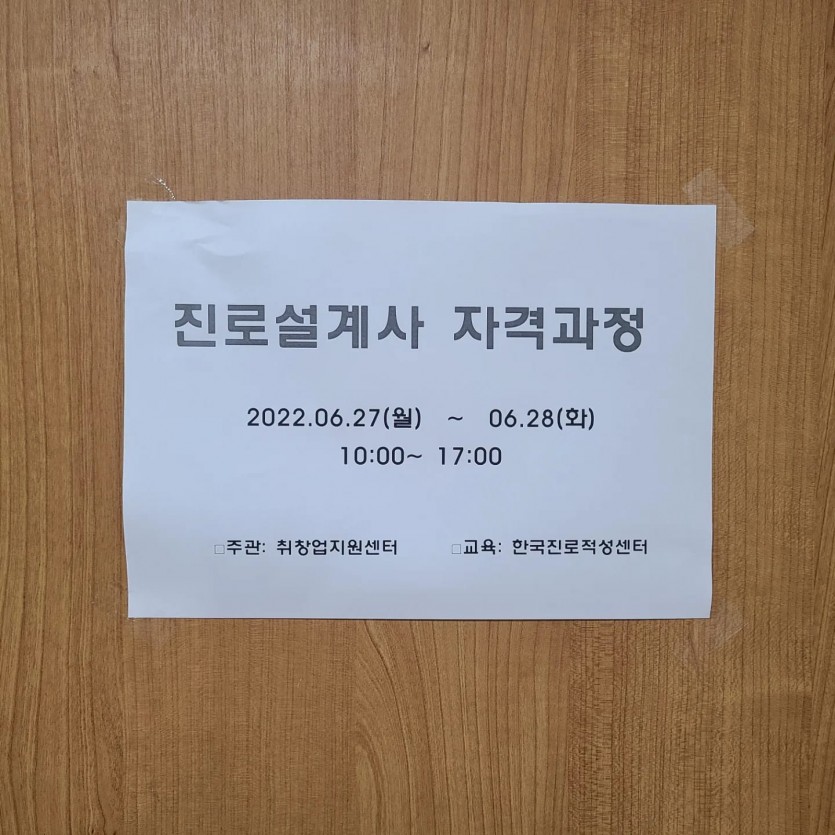 진로설계사 자격과정
2022.06.27(월) ~ 06.28(화)
10:00~ 17:00
□주관: 취창업지원센터 □교육: 한국진로적성센터